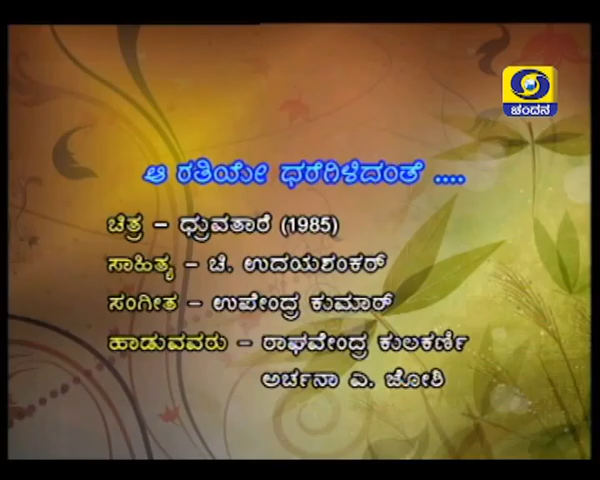 ಚಂದನ
ಆ ರತಿಯೇ ಧರೆಗಿಳಿದಂತೆ ....
ಚಿತ್ರ – ಧ್ರುವತಾರೆ (1985)
ಸಾಹಿತ್ಯ – ಚಿ. ಉದಯಶಂಕರ್
ಸಂಗೀತ – ಉಪೇಂದ್ರ ಕುಮಾರ್
ಹಾಡುವವರು – ರಾಘವೇಂದ್ರ ಕುಲಕರ್ಣಿ
ಅರ್ಚನಾ ಎ. ಜೋಶಿ